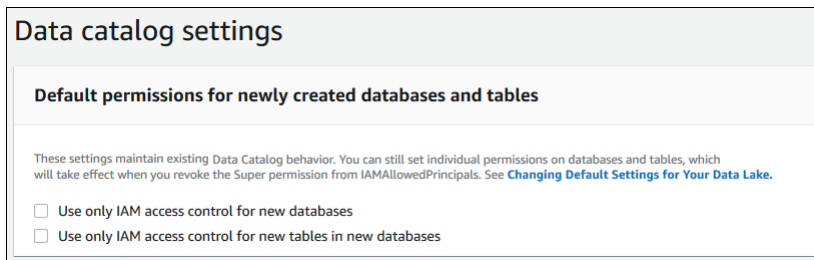 Data catalog settings
Default permissions for newly created databases and tables
These settings maintain existing Data Catalog behavior. You can still set individual permissions on databases and tables, which
will take effect when you revoke the Super permission from IAMAllowedPrincipals. See Changing Default Settings for Your Data Lake.
Use only IAM access control for new databases
Use only IAM access control for new tables in new databases